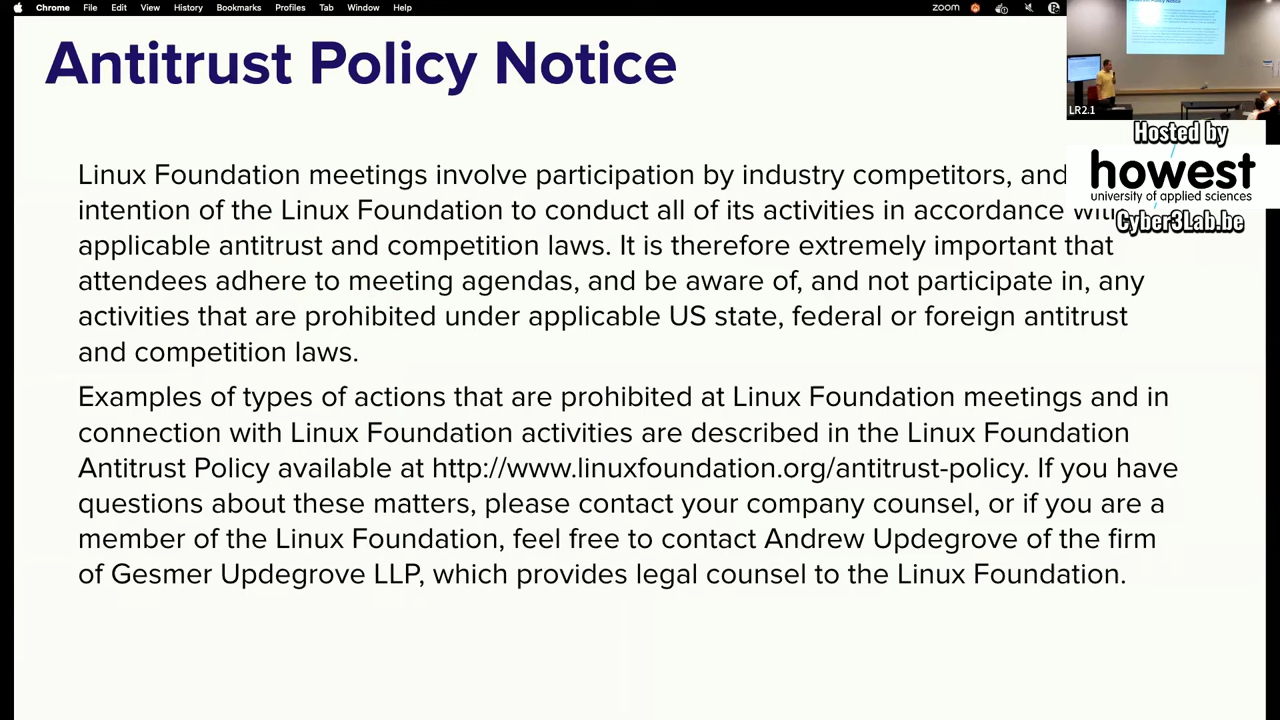 Chrome File Edit View History Bookmarks Profiles Tab Window Help
zoom
Antitrust Policy Notice
LR2.1
Hosted by
howest
university of applied sciences
Cyber3Lab.be
Linux Foundation meetings involve participation by industry competitors, and
intention of the Linux Foundation to conduct all of its activities in accordance with
applicable antitrust and competition laws. It is therefore extremely important that
attendees adhere to meeting agendas, and be aware of, and not participate in, any
activities that are prohibited under applicable US state, federal or foreign antitrust
and competition laws.
Examples of types of actions that are prohibited at Linux Foundation meetings and in
connection with Linux Foundation activities are described in the Linux Foundation
Antitrust Policy available at http://www.linuxfoundation.org/antitrust-policy. If you have
questions about these matters, please contact your company counsel, or if you are a
member of the Linux Foundation, feel free to contact Andrew Updegrove of the firm
of Gesmer Updegrove LLP, which provides legal counsel to the Linux Foundation.